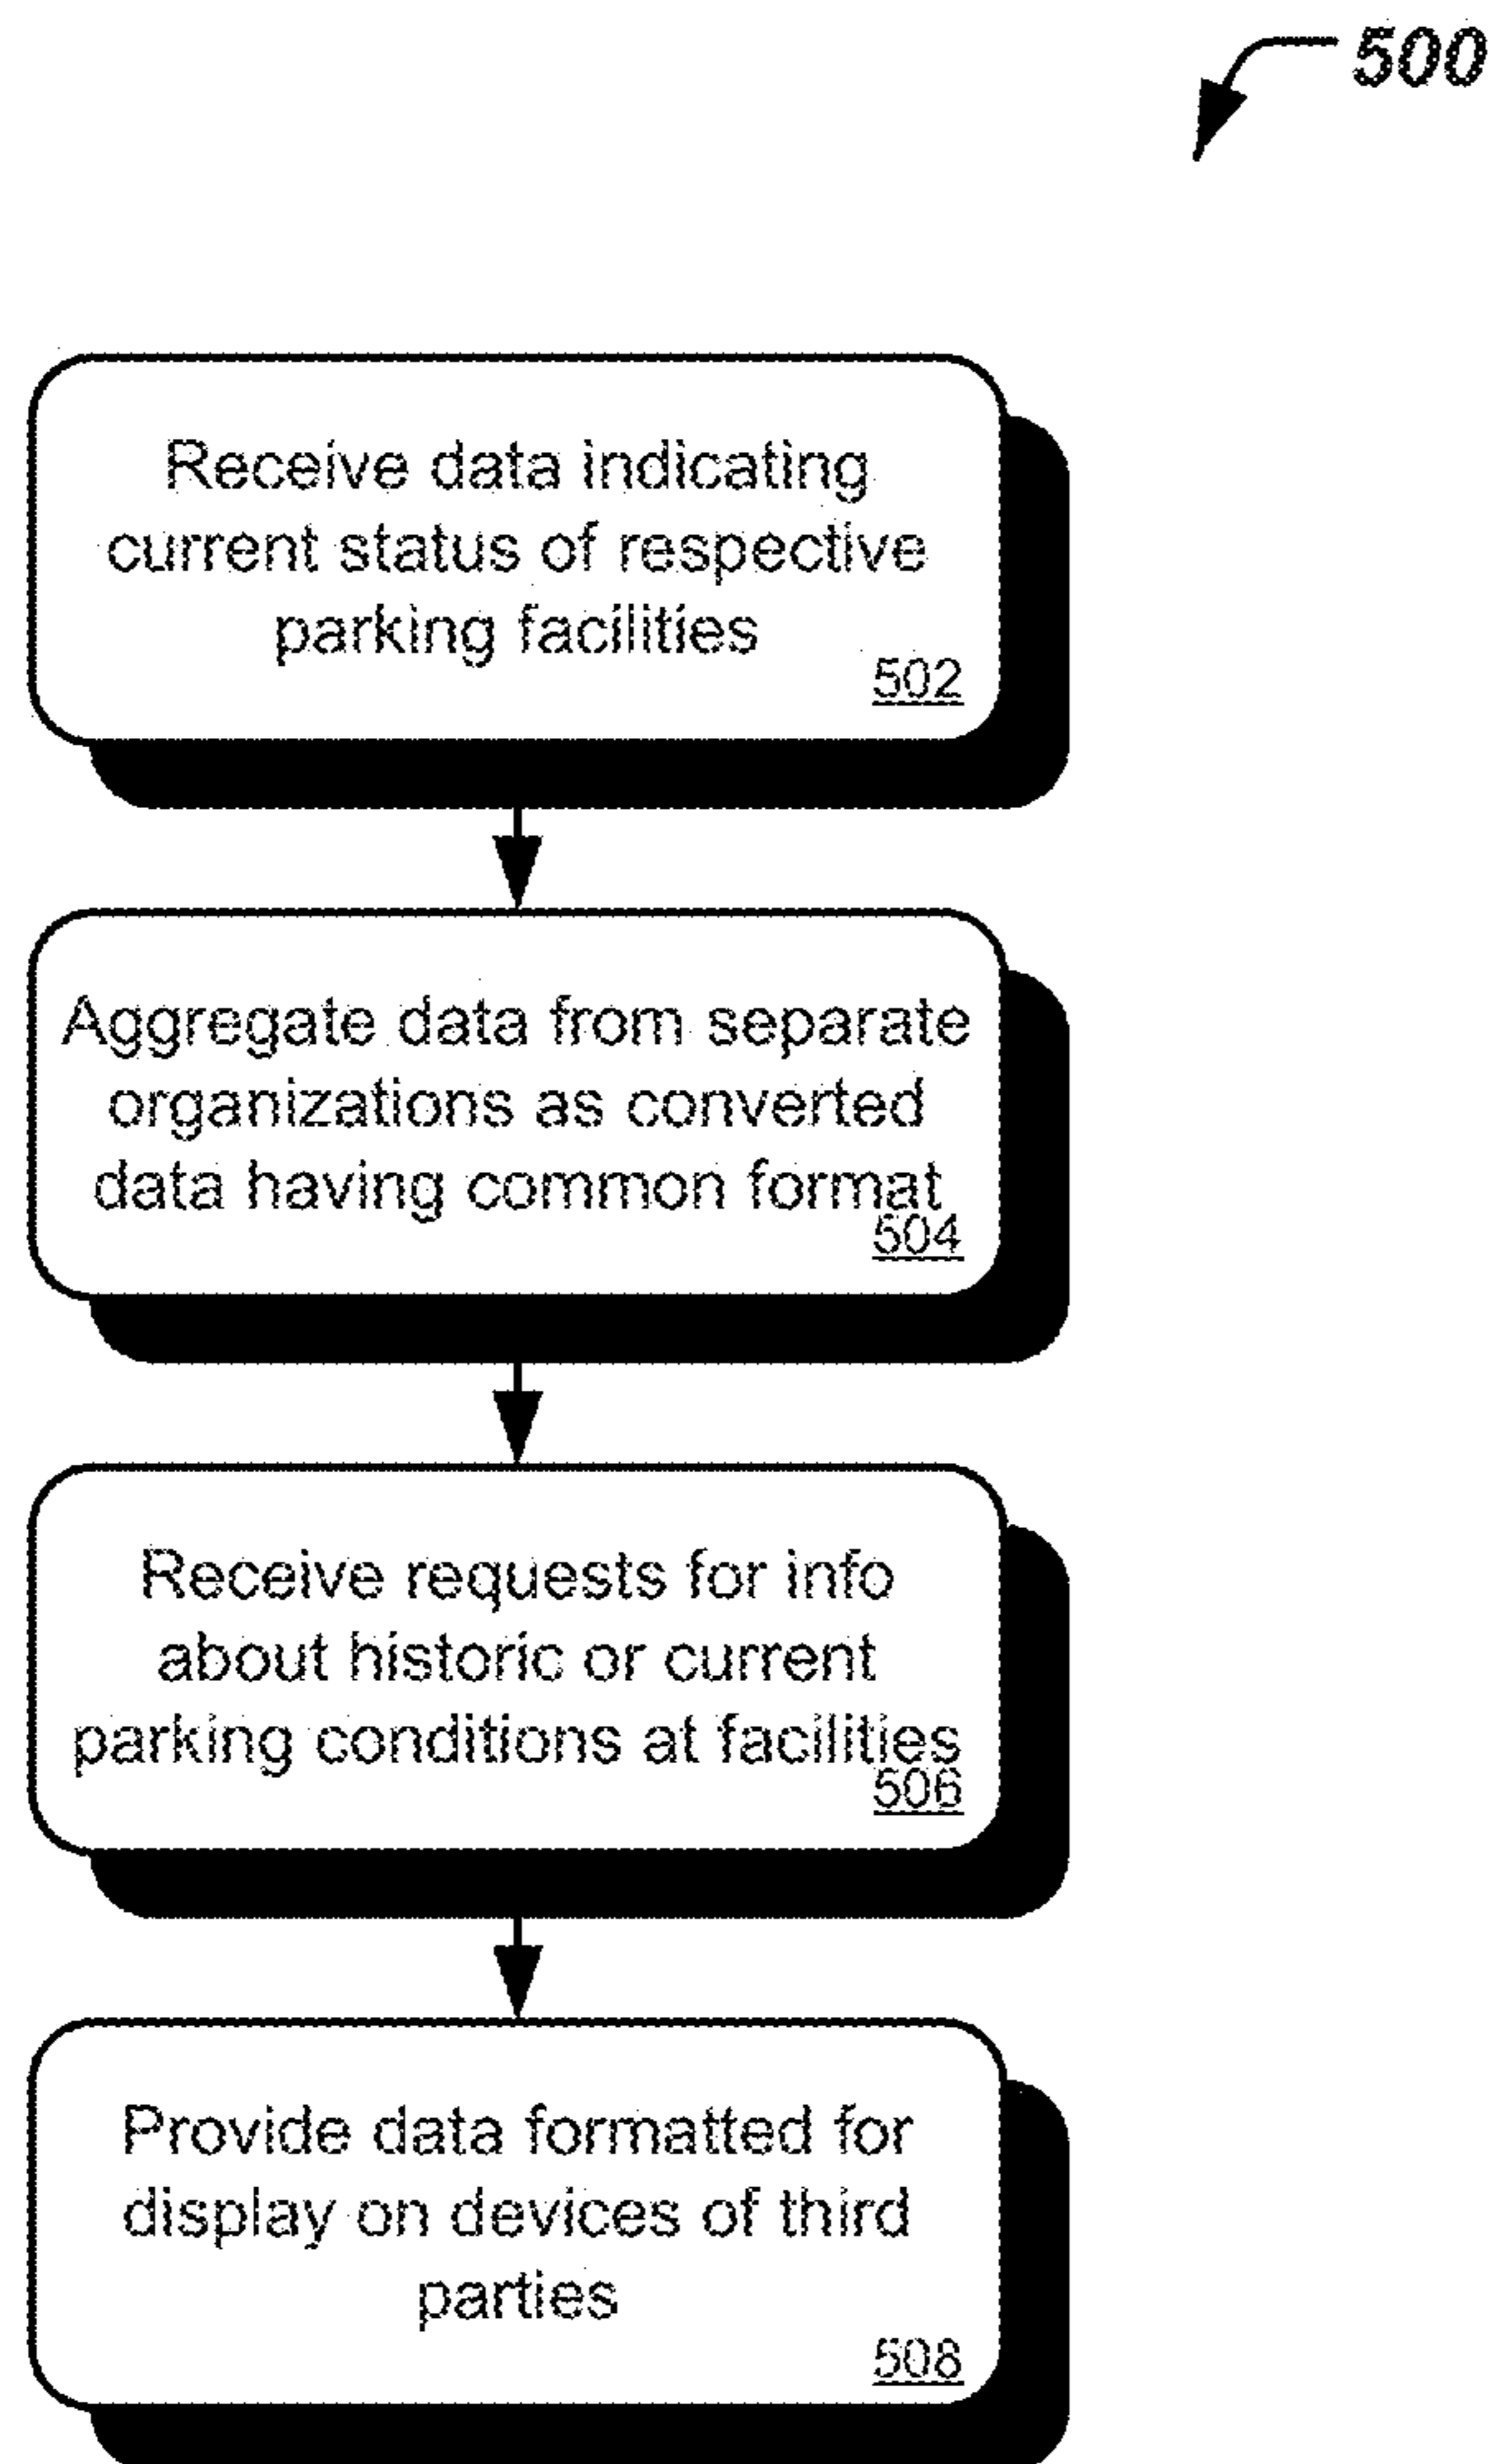 500
Receive data indicating
current status of respective
parking facilities
502
Aggregate data from separate
organizations as converted
data having common format
504
Receive requests for info
about historic or current
parking conditions at facilities
506
Provide data formatted for
display on devices of third
parties
508